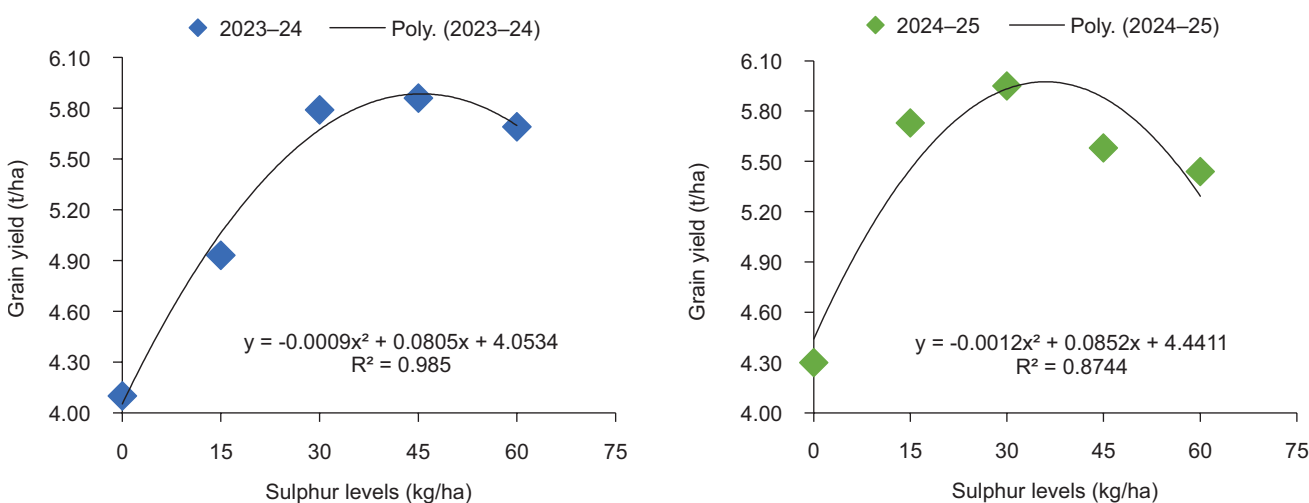 2023–24 Poly. (2023–24)
6.10
5.80
5.50
5.20
4.90
4.60
4.30
4.00
Grain yield (t/ha)
y = -0.0009x² + 0.0805x + 4.0534
R² = 0.985
0 15 30 45 60 75
Sulphur levels (kg/ha)
2024–25 Poly. (2024–25)
6.10
5.80
5.50
5.20
4.90
4.60
4.30
4.00
Grain yield (t/ha)
y = -0.0012x² + 0.0852x + 4.4411
R² = 0.8744
0 15 30 45 60 75
Sulphur levels (kg/ha)